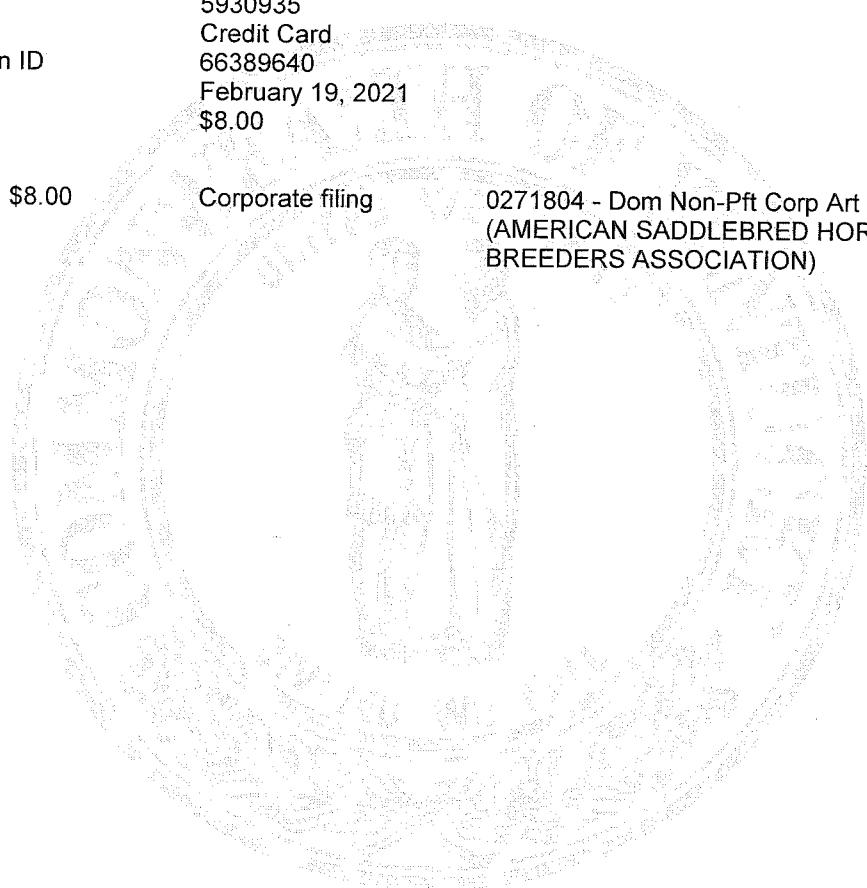 5930935
Credit Card
n ID 66389640
February 19, 2021
$8.00
$8.00 Corporate filing 0271804 - Dom Non-Pft Corp Art
(AMERICAN SADDLEBRED HOR
BREEDERS ASSOCIATION)